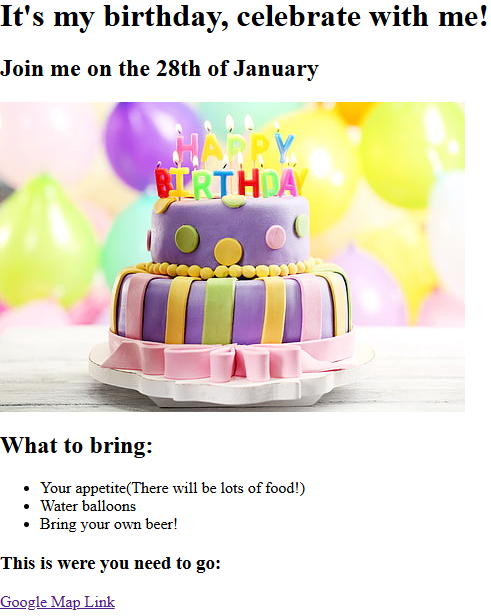 It's my birthday, celebrate with me!
Join me on the 28th of January
HAPPY
BIRTHDAY
What to bring:
Your appetite(There will be lots of food!)
Water balloons
Bring your own beer!
This is were you need to go:
Google Map Link